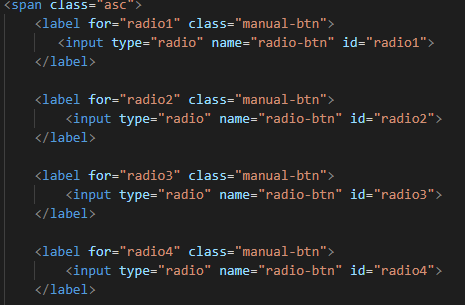 <span class="asc">
<label for="radio1" class="manual-btn">
<input type="radio" name="radio-btn" id="radio1">
</label>
<label for="radio2" class="manual-btn">
<input type="radio" name="radio-btn" id="radio2">
</label>
<label for="radio3" class="manual-btn">
<input type="radio" name="radio-btn" id="radio3">
</label>
<label for="radio4" class="manual-btn">
<input type="radio" name="radio-btn" id="radio4">
</label>